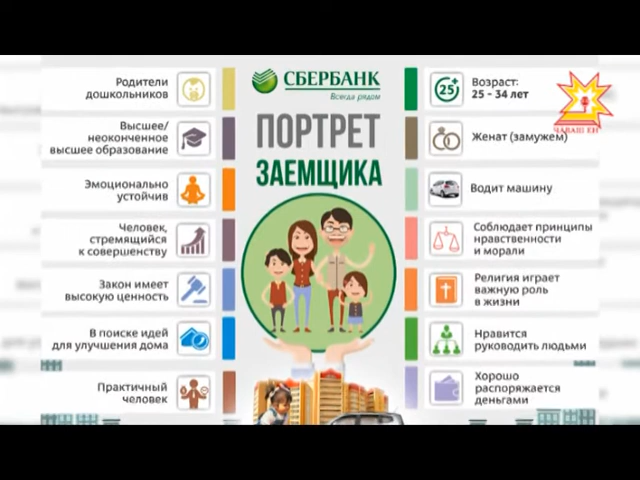 СБЕРБАНК
Всегда рядом
ПОРТРЕТ
ЗАЕМЩИКА
Родители
дошкольников
Высшее/
неоконченное
высшее образование
Эмоционально
устойчив
Человек,
стремящийся
к совершенству
Закон имеет
высокую ценность
В поиске идей
для улучшения дома
Практичный
человек
25
Возраст:
25 - 34 лет
Женат (замужем)
Водит машину
Соблюдает принципы
нравственности
и морали
Религия играет
важную роль
в жизни
Нравится
руководить людьми
Хорошо
распоряжается
деньгами
ЧӐВАШ ЕН